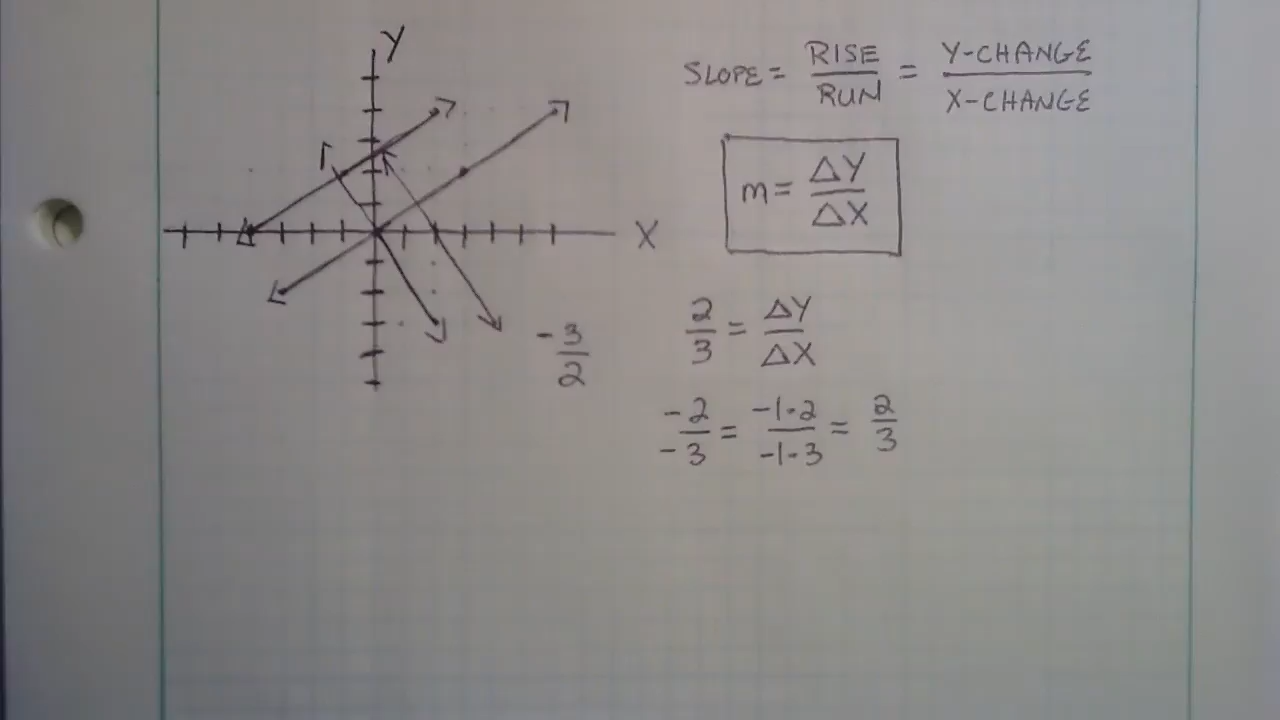 Y
X
-3/2
SLOPE = RISE/RUN = Y-CHANGE/X-CHANGE
m = ΔY/ΔX
2/3 = ΔY/ΔX
-2/-3 = -1·2/-1·3 = 2/3